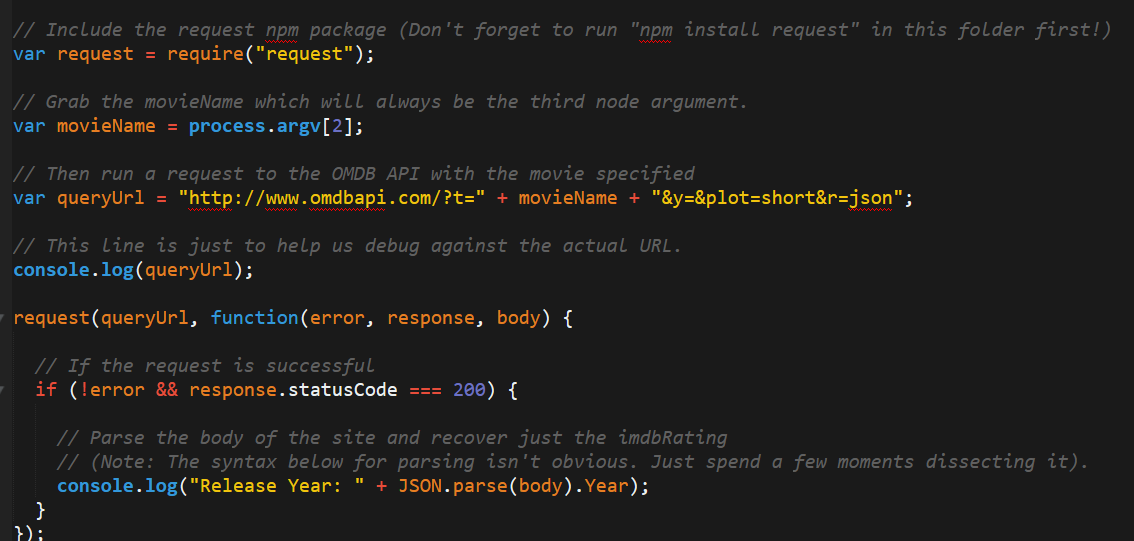 // Include the request npm package (Don't forget to run "npm install request" in this folder first!)
var request = require("request");
// Grab the movieName which will always be the third node argument.
var movieName = process.argv[2];
// Then run a request to the OMDB API with the movie specified
var queryUrl = "http://www.omdbapi.com/?t=" + movieName + "&y=&plot=short&r=json";
// This line is just to help us debug against the actual URL.
console.log(queryUrl);
request(queryUrl, function(error, response, body) {
// If the request is successful
if (!error && response.statusCode === 200) {
// Parse the body of the site and recover just the imdbRating
// (Note: The syntax below for parsing isn't obvious. Just spend a few moments dissecting it).
console.log("Release Year: " + JSON.parse(body).Year);
}
});